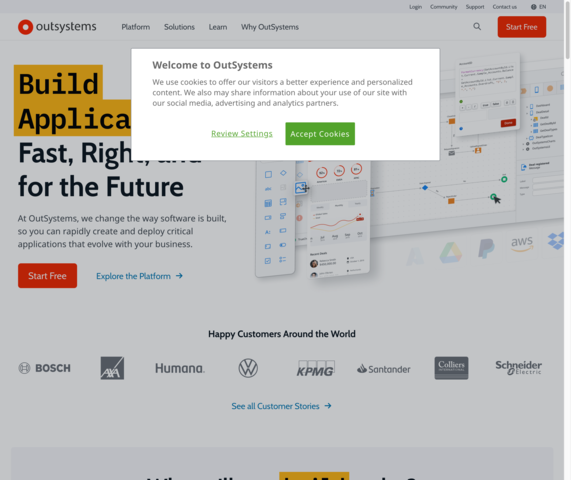 Login Community Support Contact us EN
outsystems Platform Solutions Learn Why OutSystems Start Free
Welcome to OutSystems
We use cookies to offer our visitors a better experience and personalized
content. We also may share information about your use of our site with
our social media, advertising and analytics partners.
Review Settings Accept Cookies
Build
Applica
Fast, Right, and
for the Future
At OutSystems, we change the way software is built,
so you can rapidly create and deploy critical
applications that evolve with your business.
Start Free Explore the Platform
aws
Happy Customers Around the World
BOSCH AXA Humana VW KPMG Santander Colliers Schneider Electric
See all Customer Stories